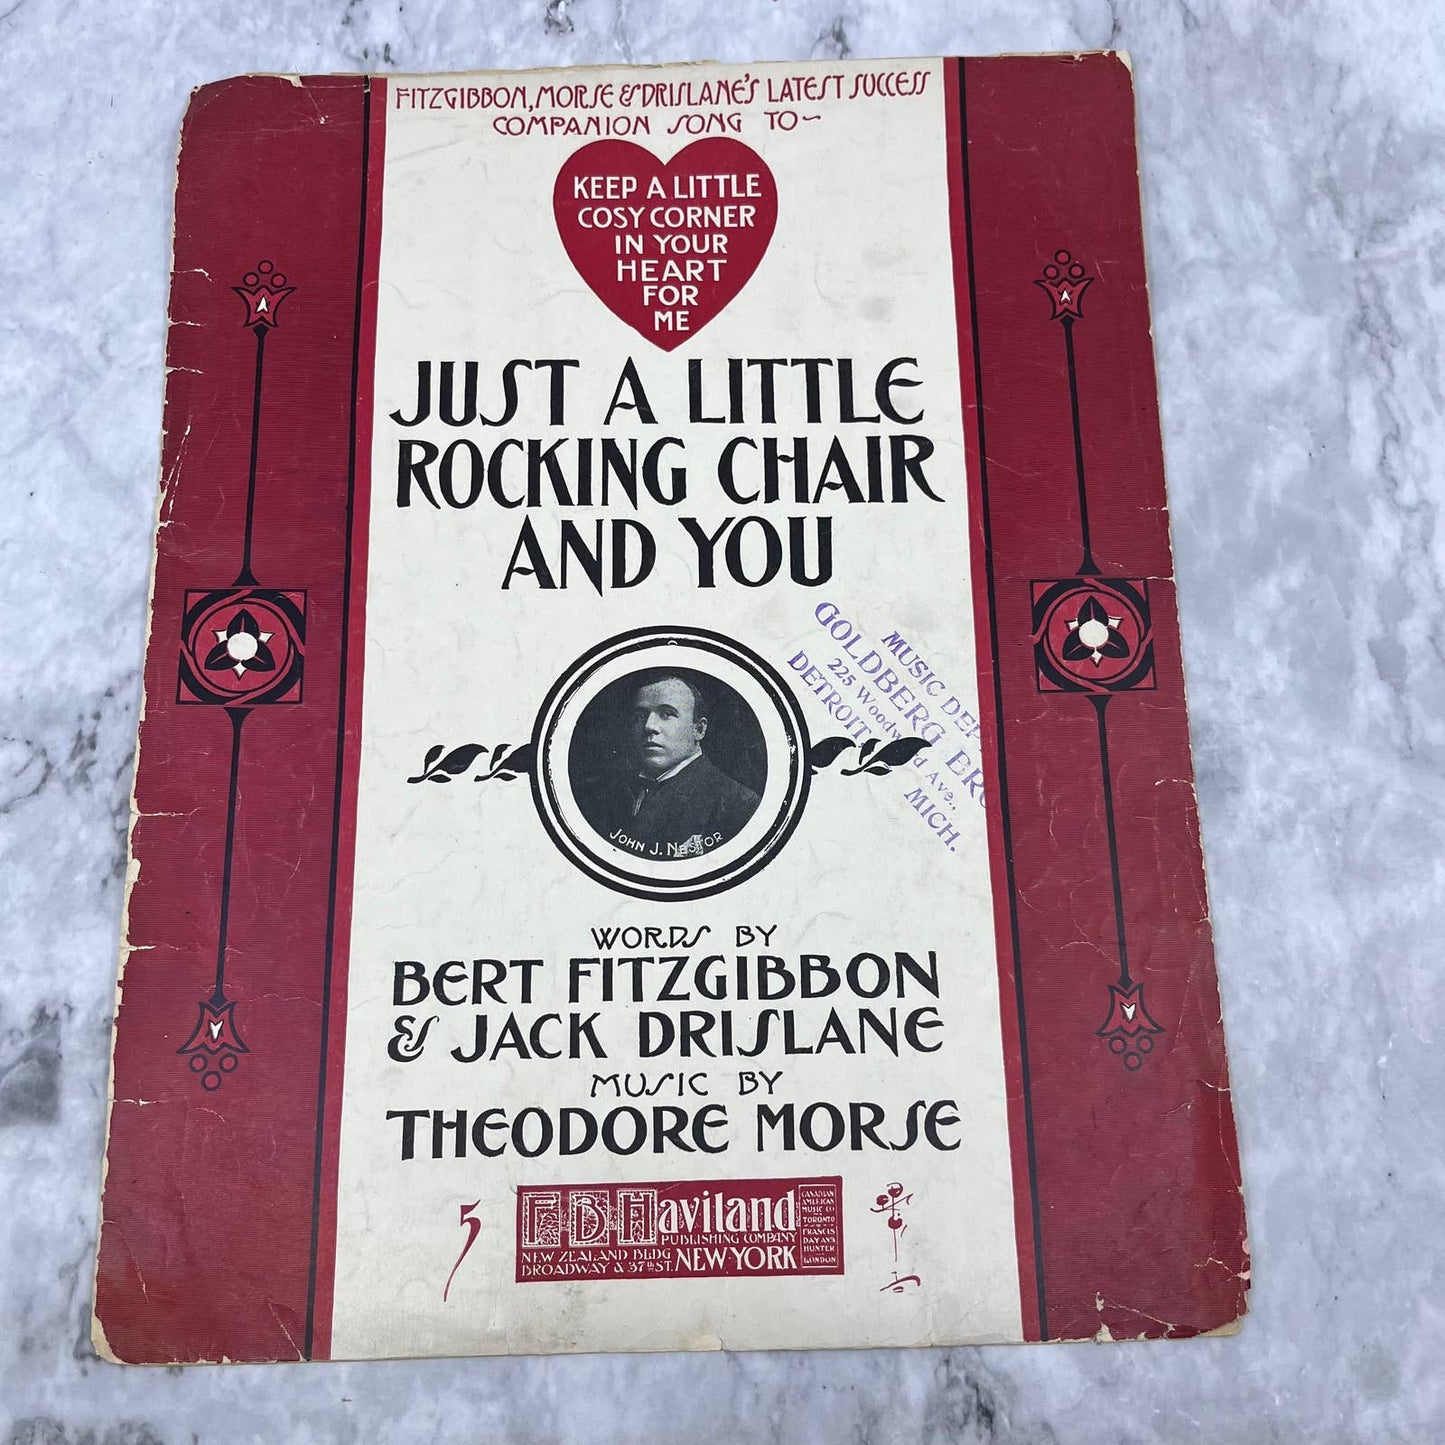 FITZGIBBON, MORSE & DRISLANE'S LATEST SUCCESS
COMPANION SONG TO~
KEEP A LITTLE
COSY CORNER
IN YOUR
HEART
FOR
ME
JUST A LITTLE
ROCKING CHAIR
AND YOU
MUSIC DEP
GOLDBERG BRO
225 Woodward Ave.,
DETROIT MICH.
JOHN J. NESTOR
WORDS BY
BERT FITZGIBBON
& JACK DRISLANE
MUSIC BY
THEODORE MORSE
5
F B Haviland
PUBLISHING COMPANY
NEW ZEALAND BLDG
BROADWAY & 37TH ST. NEW YORK
CANADIAN
AMERICAN
MUSIC CO
TORONTO
FRANCIS
DAY AND
HUNTER
LONDON